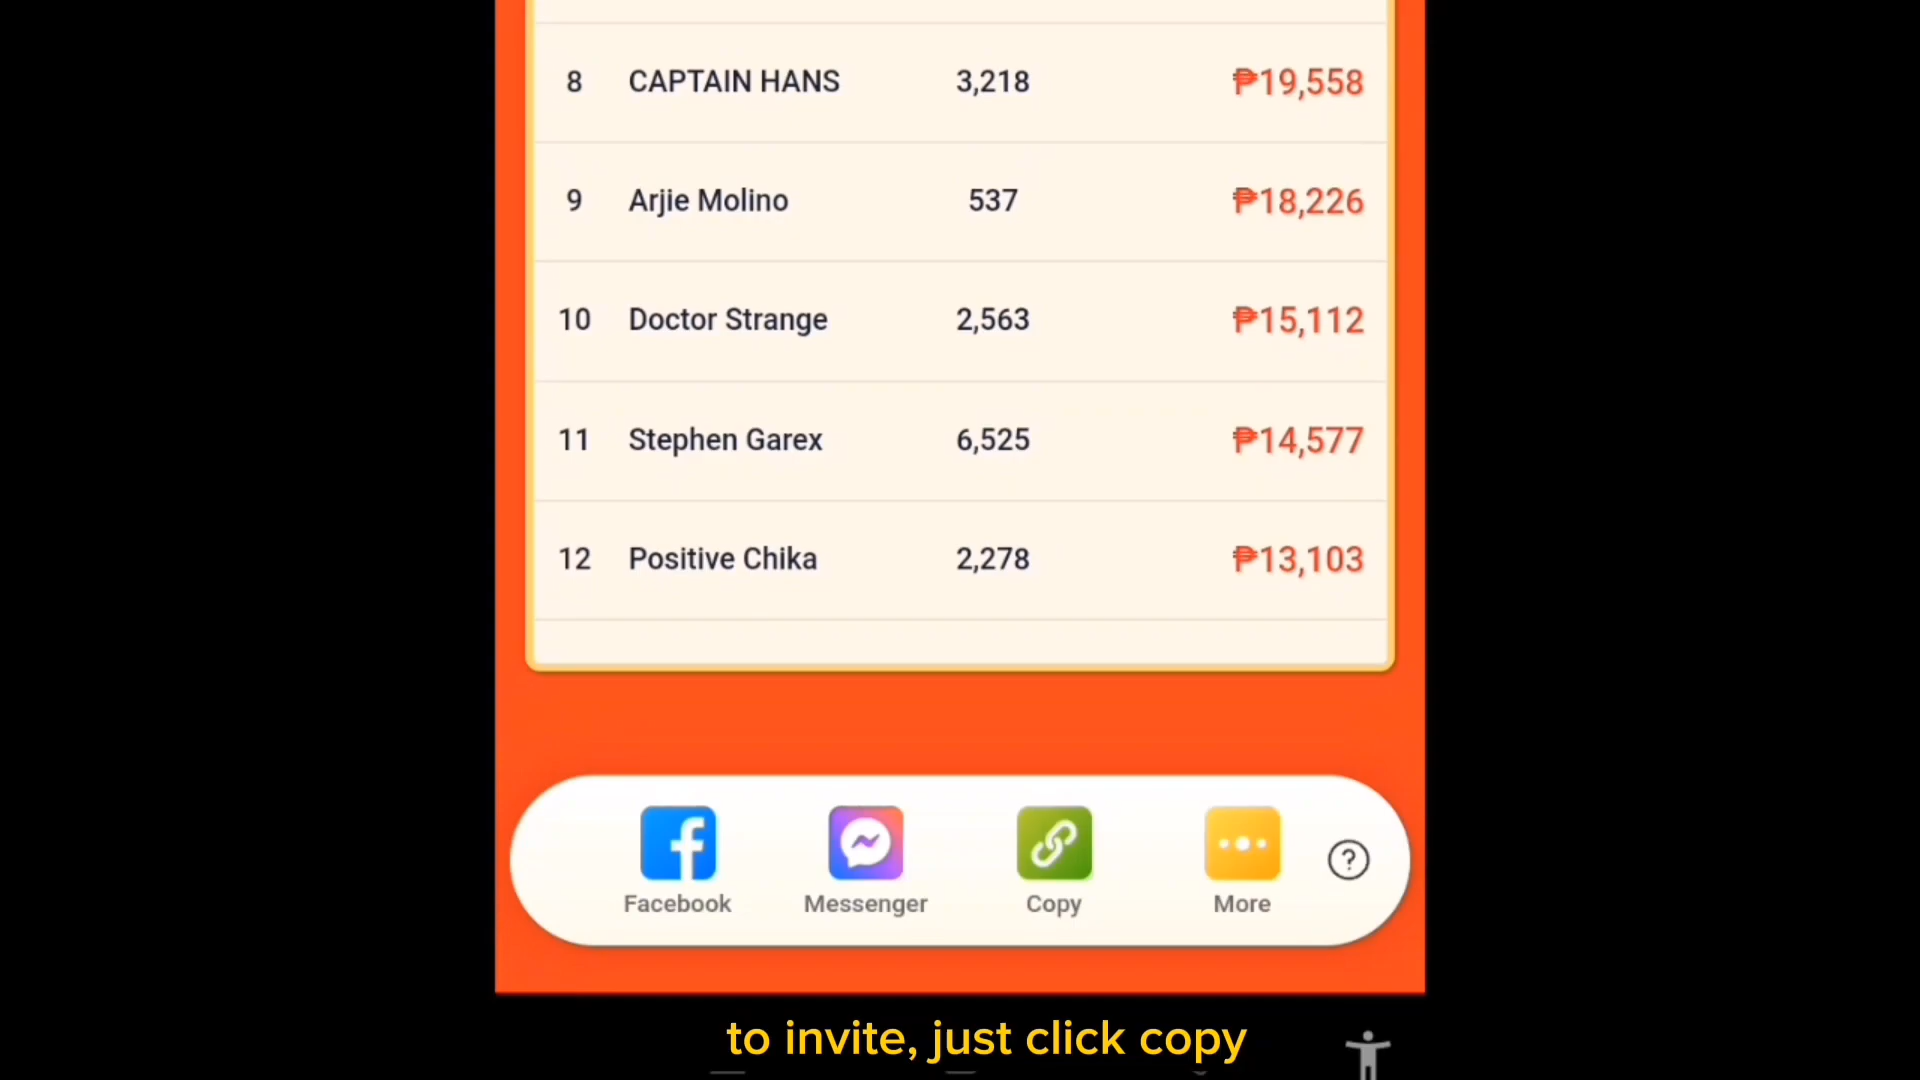 8 CAPTAIN HANS 3,218 ₱19,558
9 Arjie Molino 537 ₱18,226
10 Doctor Strange 2,563 ₱15,112
11 Stephen Garex 6,525 ₱14,577
12 Positive Chika 2,278 ₱13,103
Facebook Messenger Copy More ?
to invite, just click copy